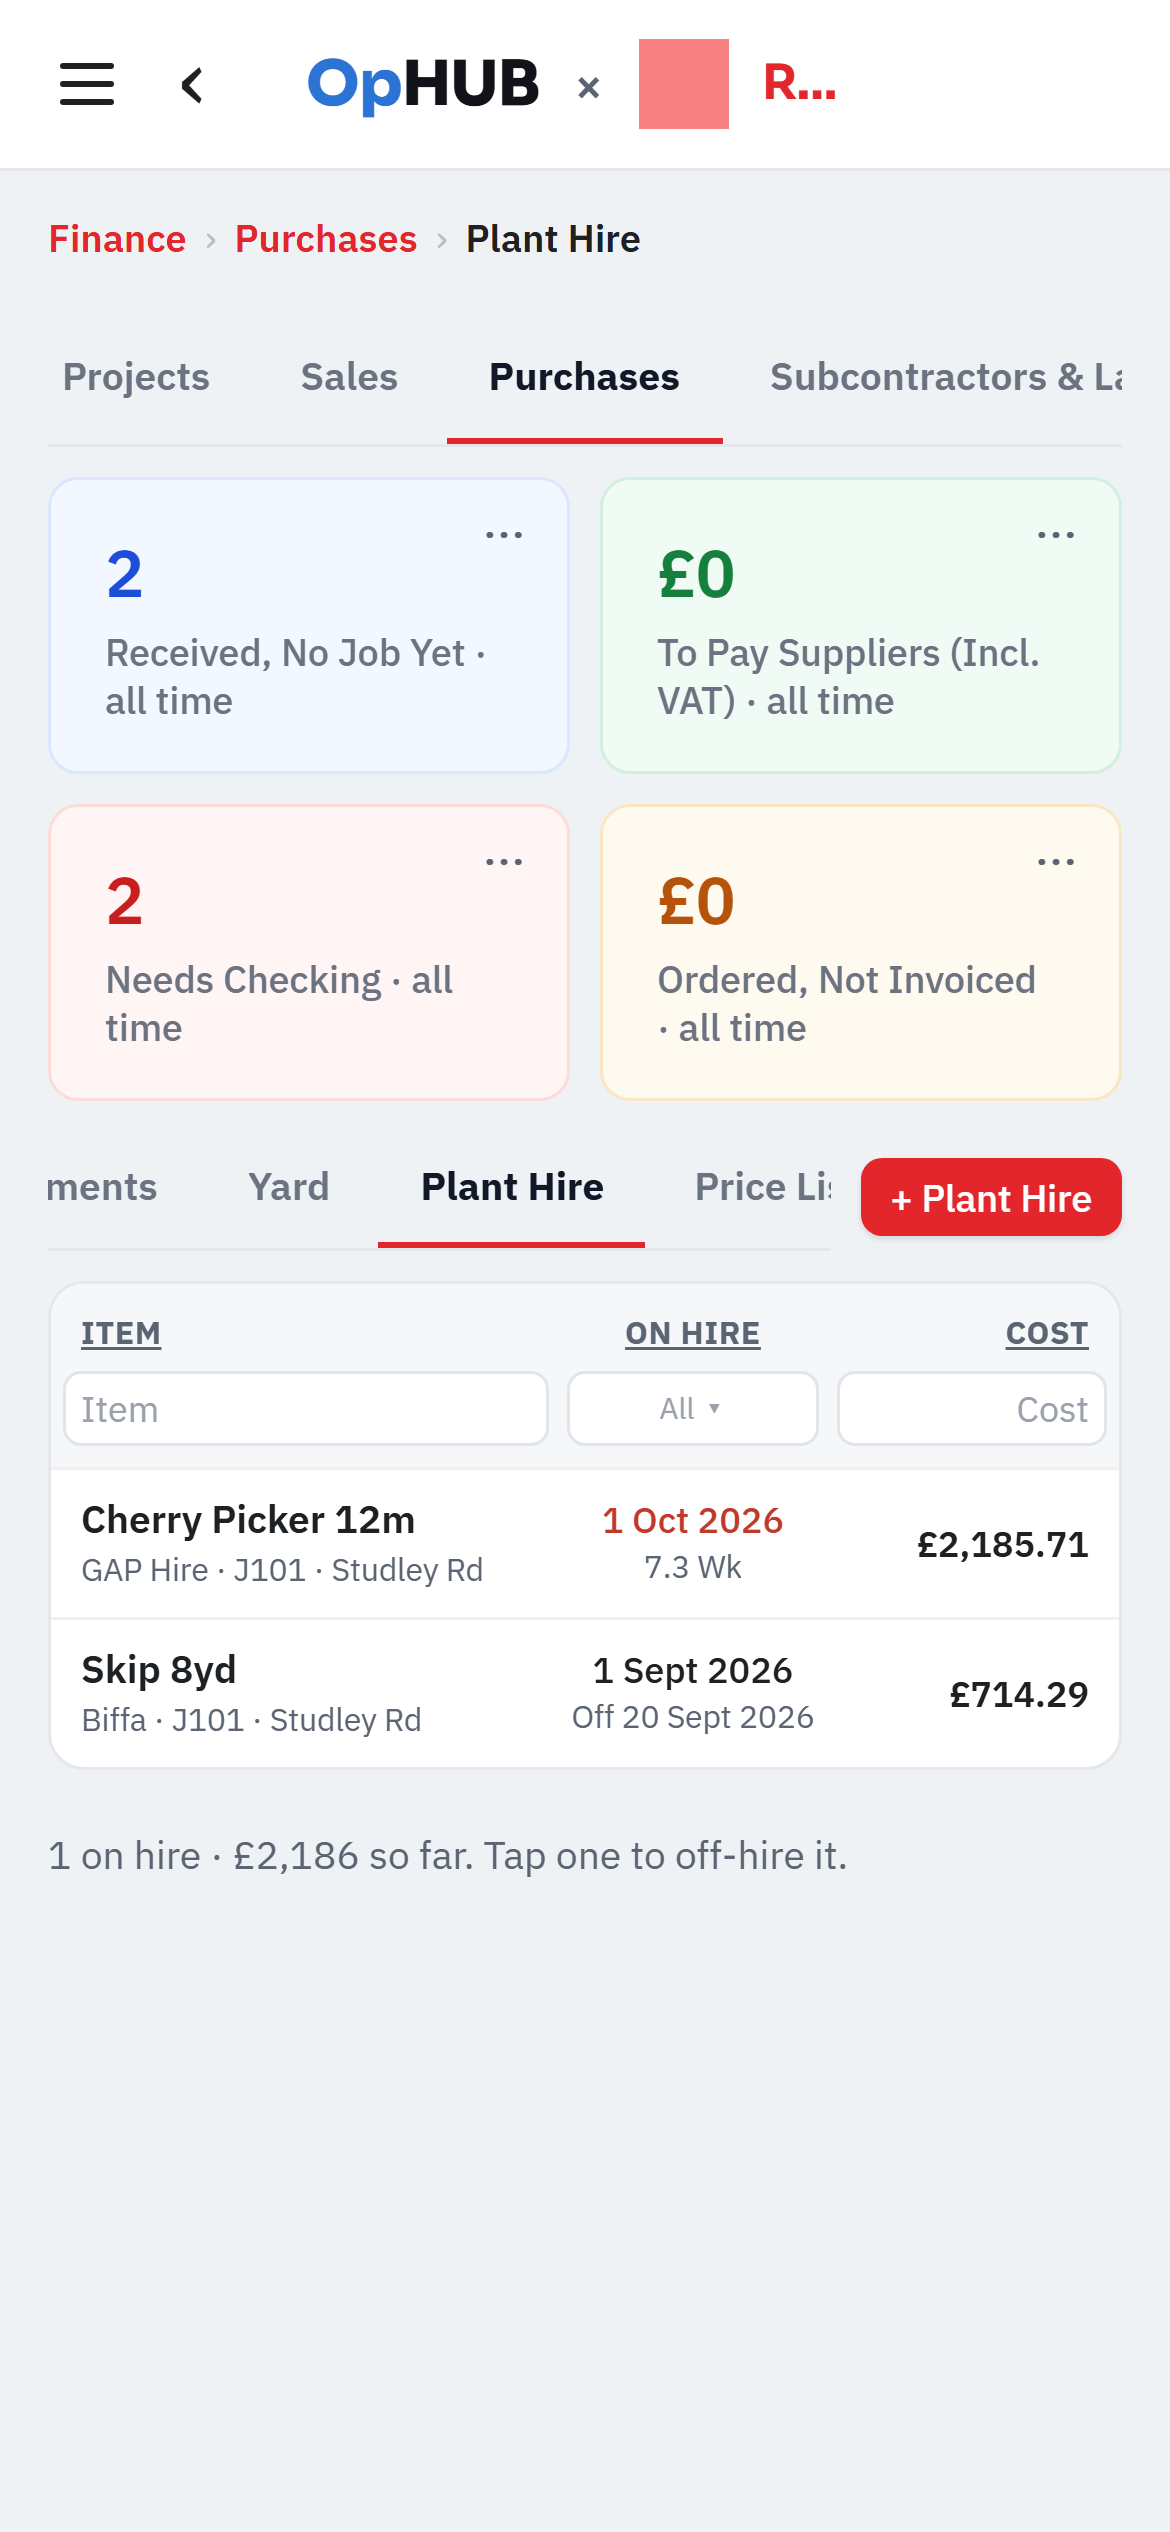 OpHUB × R...
Finance › Purchases › Plant Hire
Projects Sales Purchases Subcontractors & La
...
2
Received, No Job Yet ·
all time
...
£0
To Pay Suppliers (Incl.
VAT) · all time
...
2
Needs Checking · all
time
...
£0
Ordered, Not Invoiced
· all time
ments Yard Plant Hire Price Lis + Plant Hire
ITEM ON HIRE COST
Item All ▾ Cost
Cherry Picker 12m 1 Oct 2026 £2,185.71
GAP Hire · J101 · Studley Rd 7.3 Wk
Skip 8yd 1 Sept 2026 £714.29
Biffa · J101 · Studley Rd Off 20 Sept 2026
1 on hire · £2,186 so far. Tap one to off-hire it.